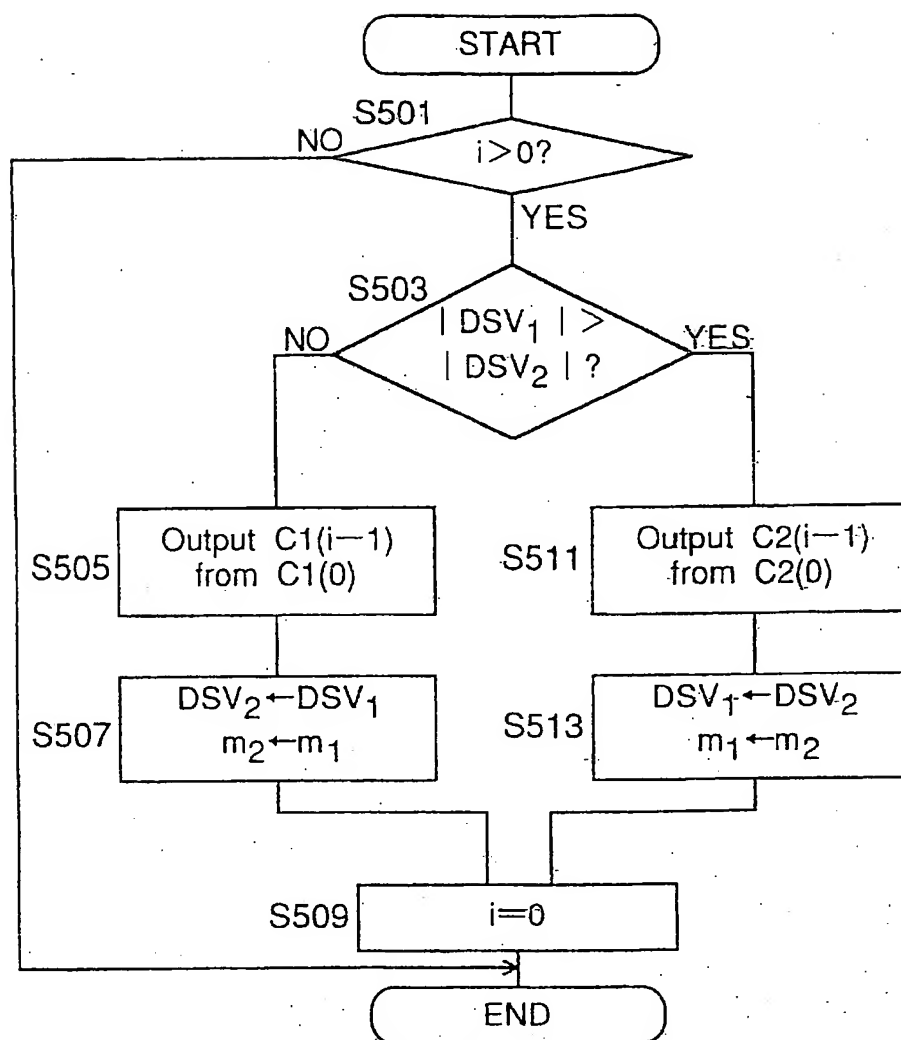 START
S501
NO
i>0?
YES
S503
NO
| DSV₁ | >
| DSV₂ | ?
YES
S505
Output C1(i−1)
from C1(0)
S511
Output C2(i−1)
from C2(0)
S507
DSV₂←DSV₁
m₂←m₁
S513
DSV₁←DSV₂
m₁←m₂
S509
i=0
END